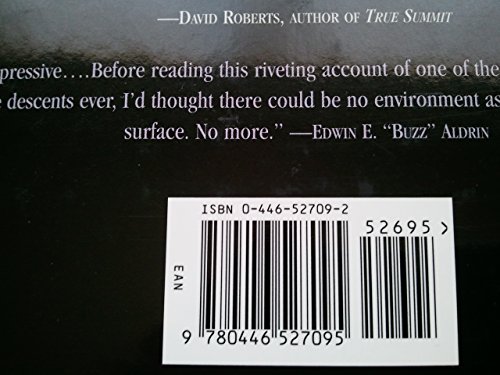 —DAVID ROBERTS, AUTHOR OF TRUE SUMMIT
pressive....Before reading this riveting account of one of the
e descents ever, I'd thought there could be no environment as
surface. No more." —EDWIN E. "BUZZ" ALDRIN
ISBN 0-446-52709-2
52695 >
EAN
9 780446 527095